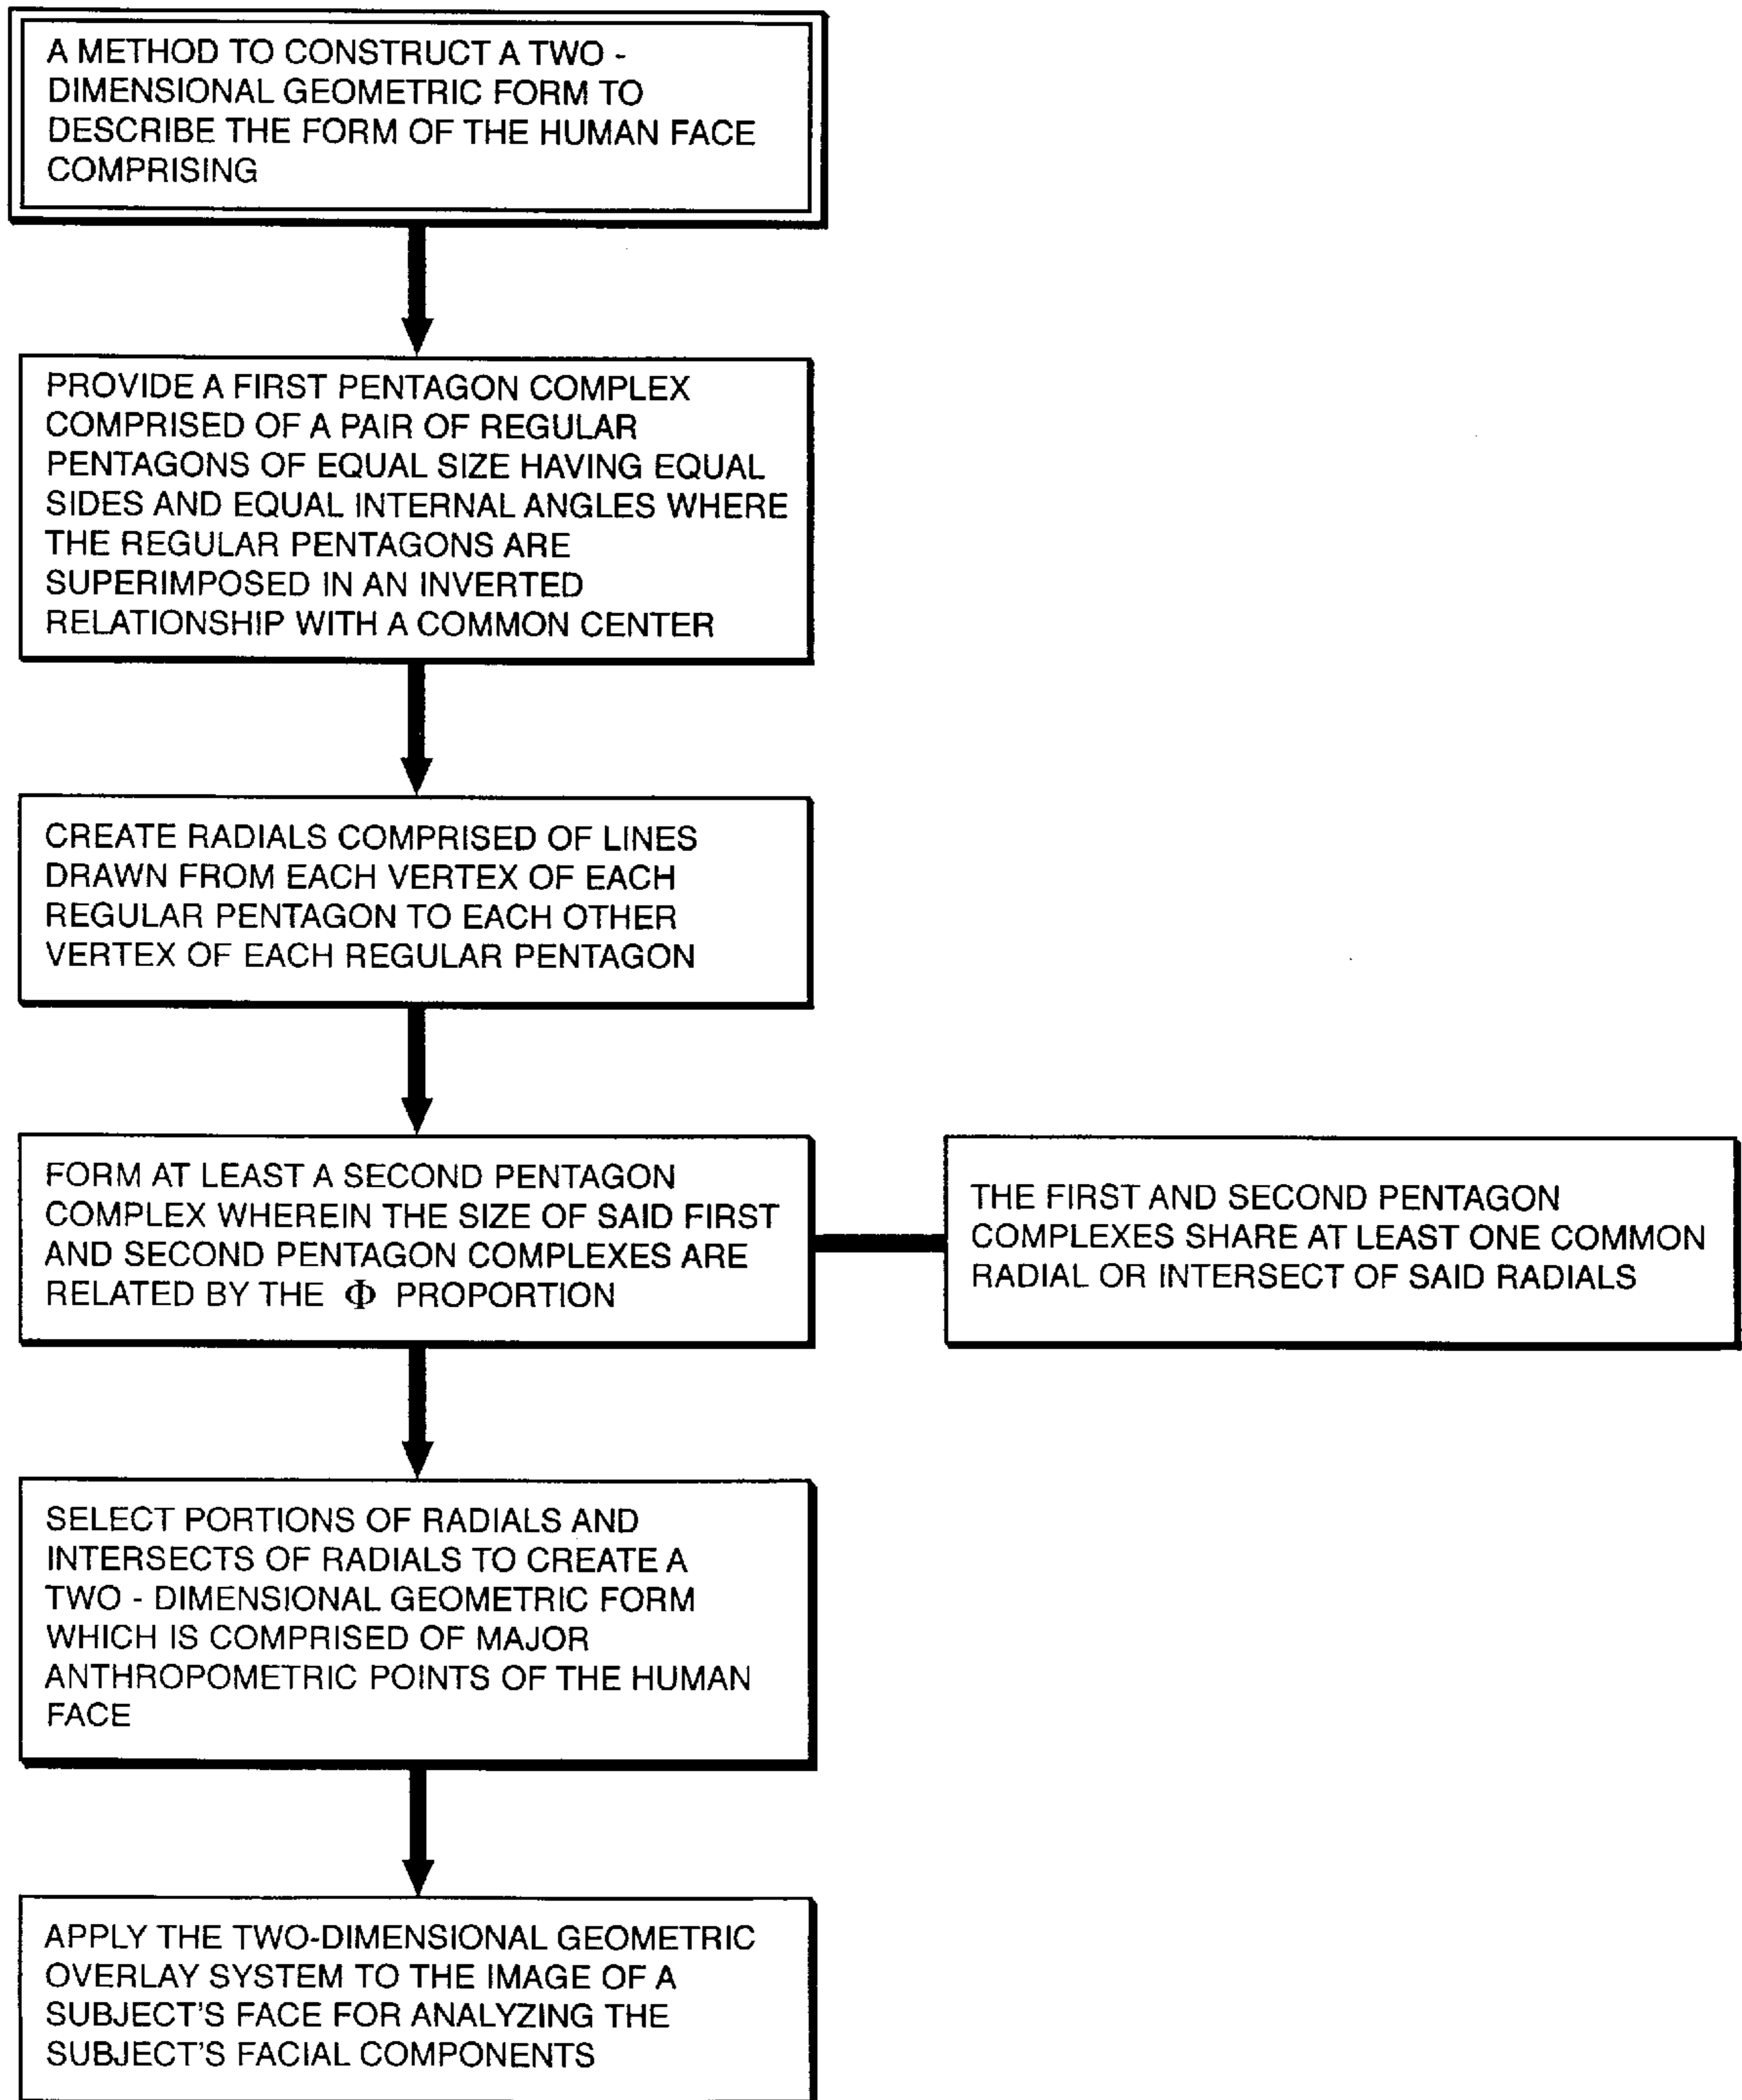 A METHOD TO CONSTRUCT A TWO -
DIMENSIONAL GEOMETRIC FORM TO
DESCRIBE THE FORM OF THE HUMAN FACE
COMPRISING
PROVIDE A FIRST PENTAGON COMPLEX
COMPRISED OF A PAIR OF REGULAR
PENTAGONS OF EQUAL SIZE HAVING EQUAL
SIDES AND EQUAL INTERNAL ANGLES WHERE
THE REGULAR PENTAGONS ARE
SUPERIMPOSED IN AN INVERTED
RELATIONSHIP WITH A COMMON CENTER
CREATE RADIALS COMPRISED OF LINES
DRAWN FROM EACH VERTEX OF EACH
REGULAR PENTAGON TO EACH OTHER
VERTEX OF EACH REGULAR PENTAGON
FORM AT LEAST A SECOND PENTAGON
COMPLEX WHEREIN THE SIZE OF SAID FIRST
AND SECOND PENTAGON COMPLEXES ARE
RELATED BY THE Φ PROPORTION
THE FIRST AND SECOND PENTAGON
COMPLEXES SHARE AT LEAST ONE COMMON
RADIAL OR INTERSECT OF SAID RADIALS
SELECT PORTIONS OF RADIALS AND
INTERSECTS OF RADIALS TO CREATE A
TWO - DIMENSIONAL GEOMETRIC FORM
WHICH IS COMPRISED OF MAJOR
ANTHROPOMETRIC POINTS OF THE HUMAN
FACE
APPLY THE TWO-DIMENSIONAL GEOMETRIC
OVERLAY SYSTEM TO THE IMAGE OF A
SUBJECT'S FACE FOR ANALYZING THE
SUBJECT'S FACIAL COMPONENTS